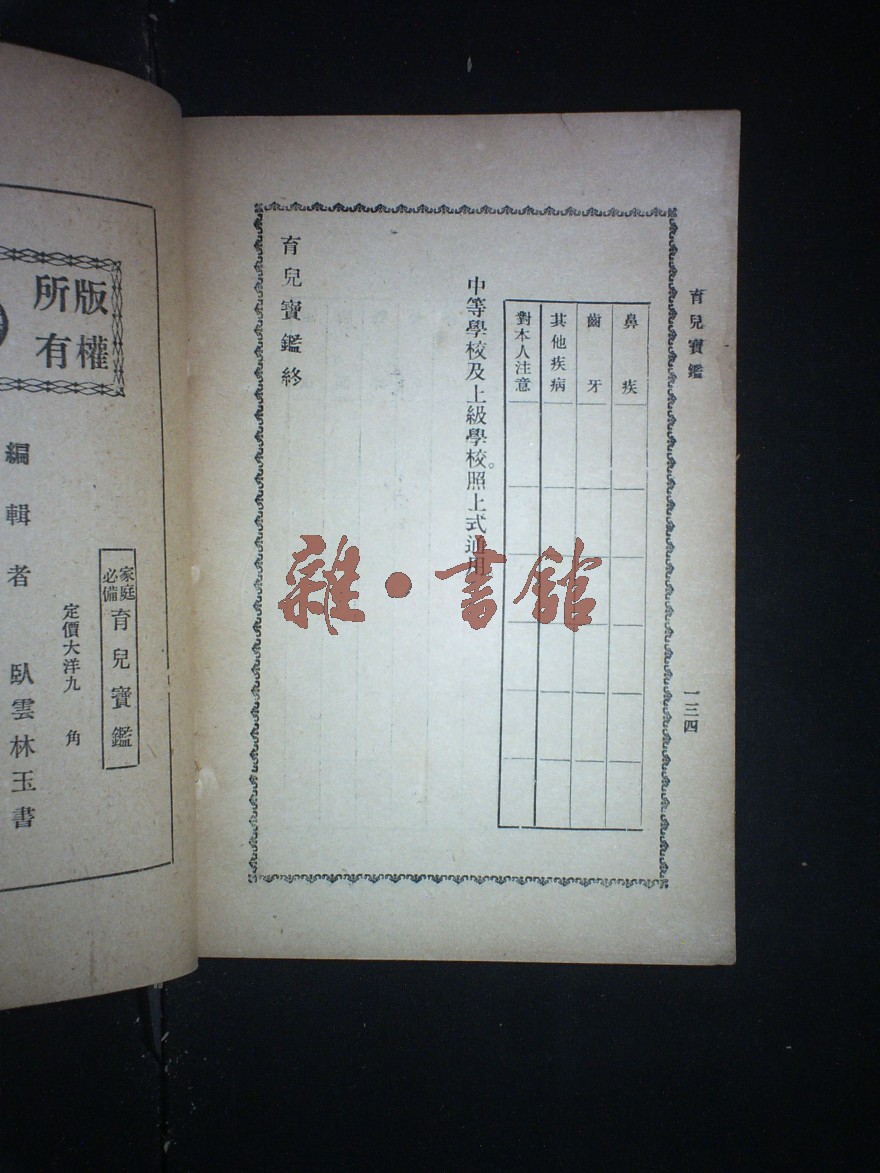 育兒寶鑑
一三四
鼻疾
齒牙
其他疾病
對本人注意
中等學校及上級學校。照上式通用
育兒寶鑑終
雜·書館
版權
所有
家庭
必備
育兒寶鑑
定價大洋九角
編輯者 臥雲林玉書